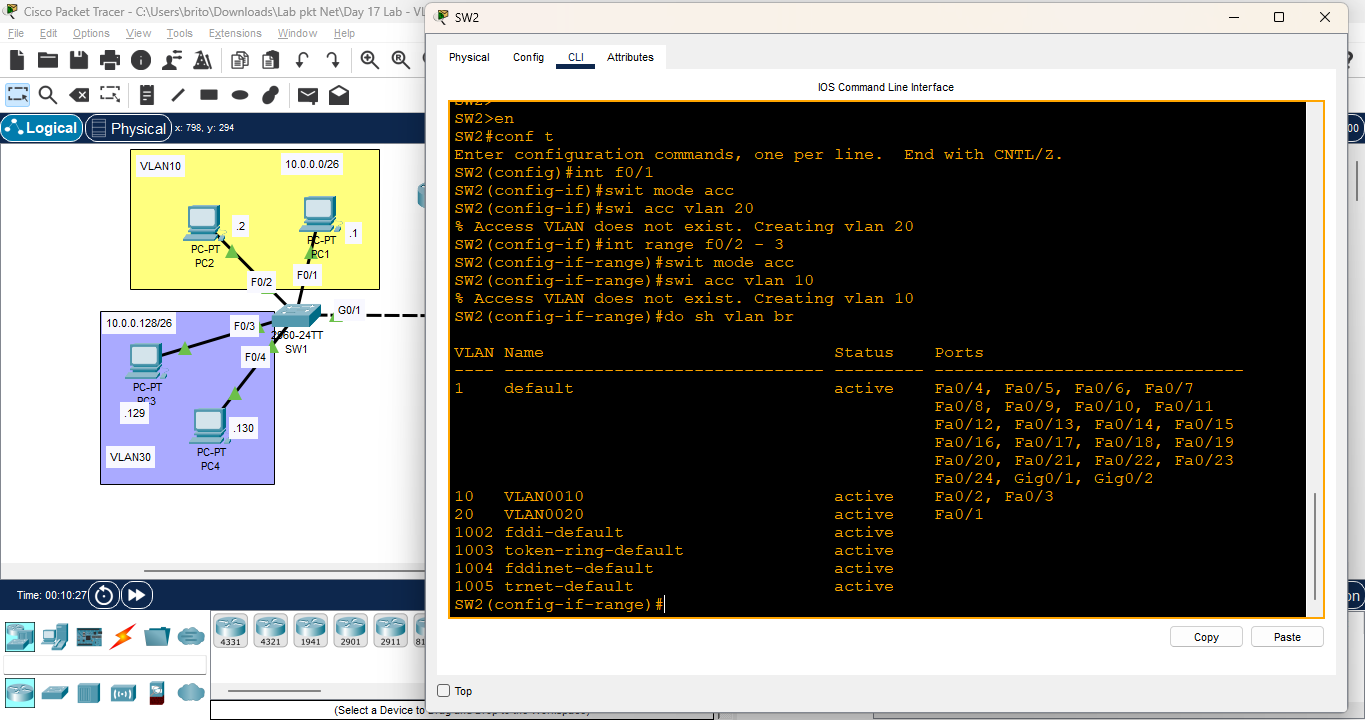 Cisco Packet Tracer - C:\Users\brito\Downloads\Lab pkt Net\Day 17 Lab - VL
File Edit Options View Tools Extensions Window Help
Logical Physical x: 798, y: 294
VLAN10
10.0.0.0/26
.2
.1
PC-PT
PC2
PC-PT
PC1
F0/2
F0/1
10.0.0.128/26
F0/3
G0/1
2960-24TT
SW1
F0/4
PC-PT
PC3
.129
.130
VLAN30
PC-PT
PC4
Time: 00:10:27
4331 4321 1941 2901 2911
(Select a Device to Drag and Drop to the Workspace)
SW2
Physical Config CLI Attributes
IOS Command Line Interface
SW2>
SW2>en
SW2#conf t
Enter configuration commands, one per line.  End with CNTL/Z.
SW2(config)#int f0/1
SW2(config-if)#swit mode acc
SW2(config-if)#swi acc vlan 20
% Access VLAN does not exist. Creating vlan 20
SW2(config-if)#int range f0/2 - 3
SW2(config-if-range)#swit mode acc
SW2(config-if-range)#swi acc vlan 10
% Access VLAN does not exist. Creating vlan 10
SW2(config-if-range)#do sh vlan br
VLAN Name Status Ports
---- -------------------------------- --------- -------------------------------
1 default active Fa0/4, Fa0/5, Fa0/6, Fa0/7
Fa0/8, Fa0/9, Fa0/10, Fa0/11
Fa0/12, Fa0/13, Fa0/14, Fa0/15
Fa0/16, Fa0/17, Fa0/18, Fa0/19
Fa0/20, Fa0/21, Fa0/22, Fa0/23
Fa0/24, Gig0/1, Gig0/2
10 VLAN0010 active Fa0/2, Fa0/3
20 VLAN0020 active Fa0/1
1002 fddi-default active
1003 token-ring-default active
1004 fddinet-default active
1005 trnet-default active
SW2(config-if-range)#
Copy Paste
Top